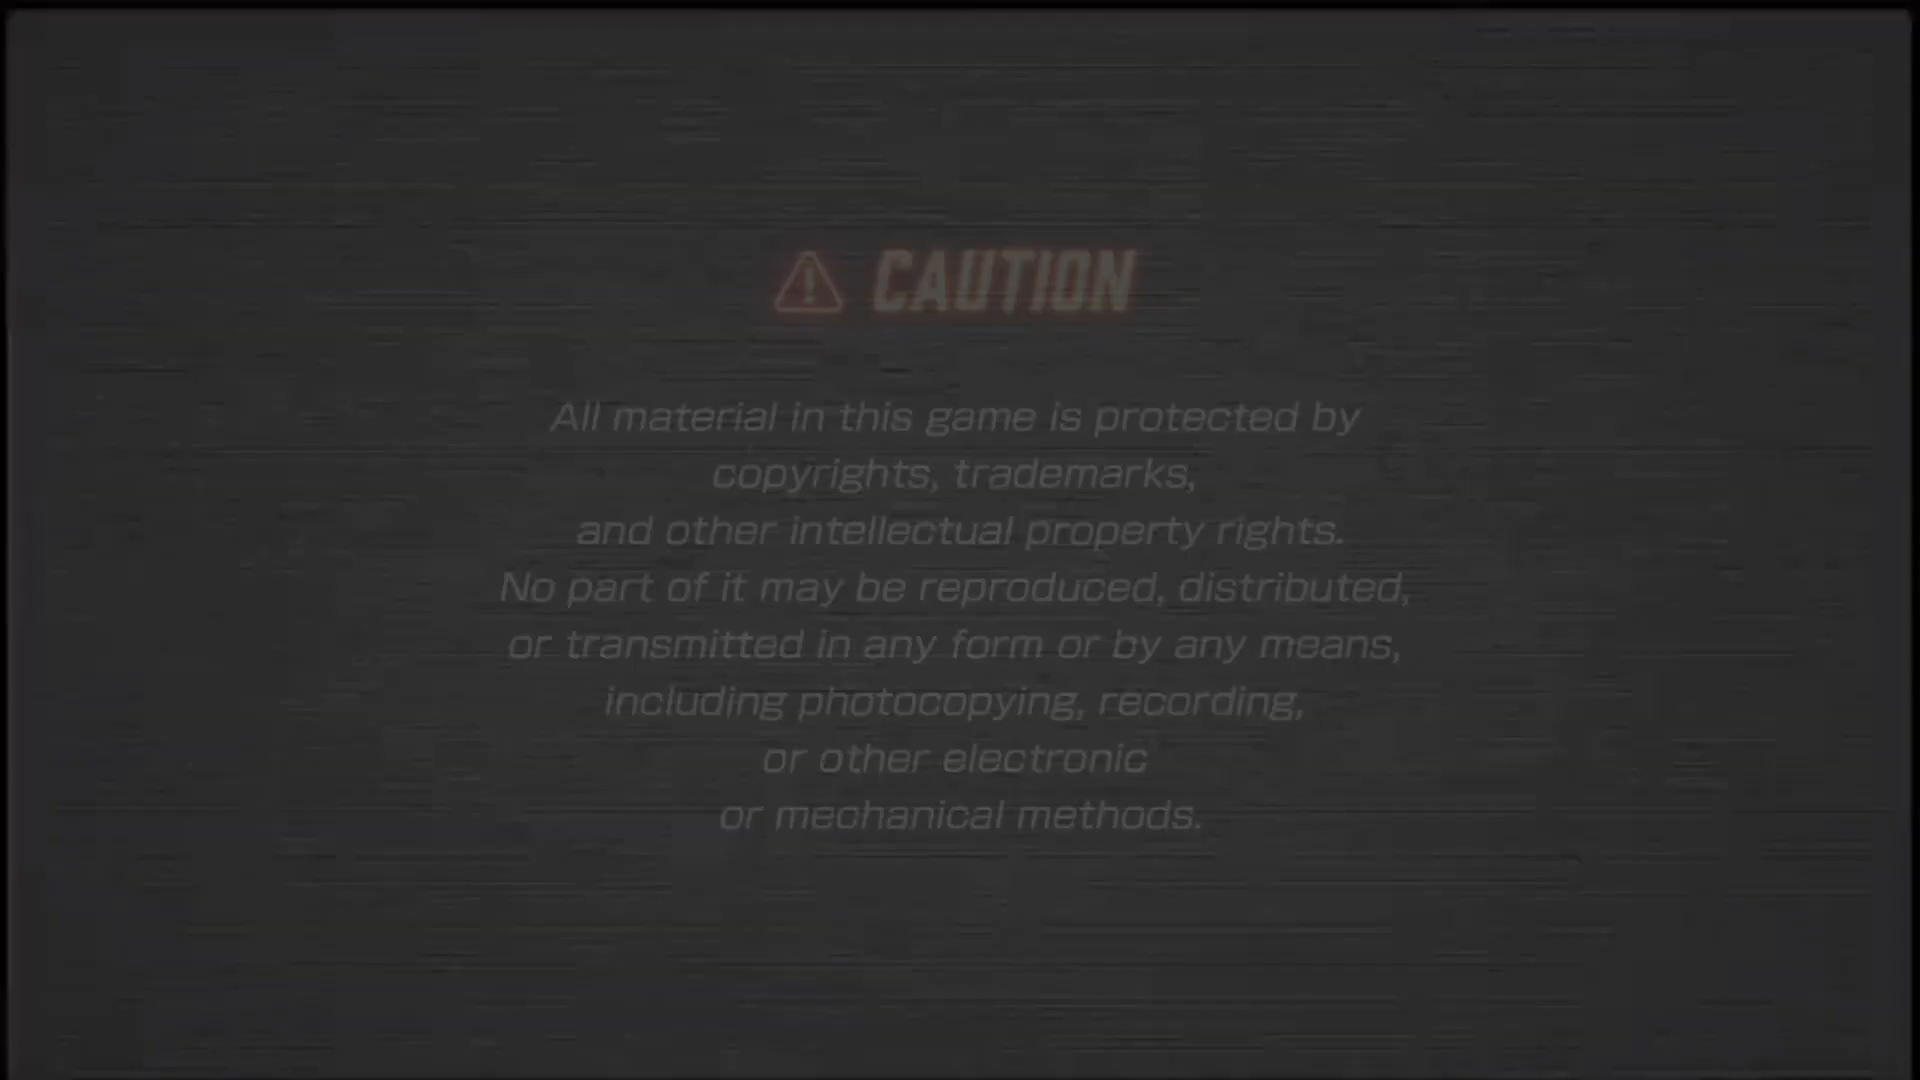 CAUTION
All material in this game is protected by
copyrights, trademarks,
and other intellectual property rights.
No part of it may be reproduced, distributed,
or transmitted in any form or by any means,
including photocopying, recording,
or other electronic
or mechanical methods.